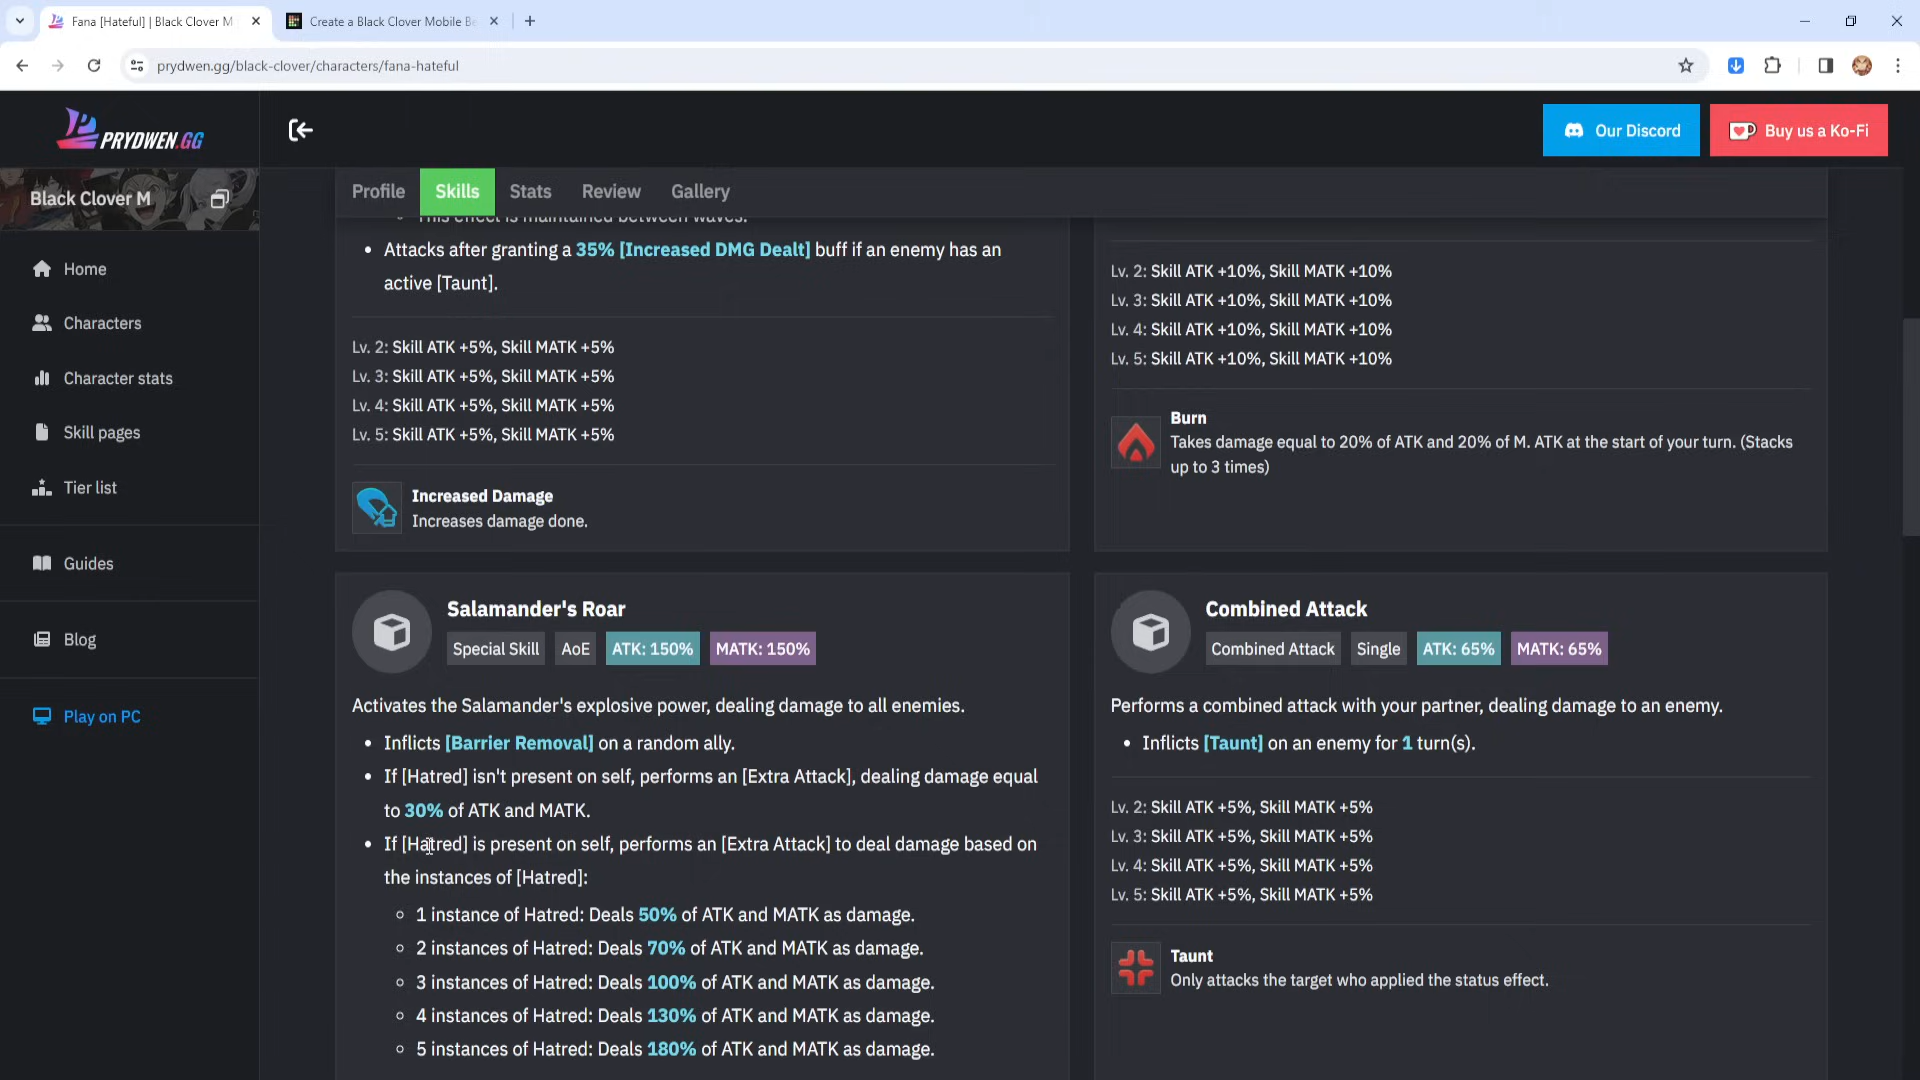 Fana [Hateful] | Black Clover M
Create a Black Clover Mobile Be
prydwen.gg/black-clover/characters/fana-hateful
PRYDWEN.GG
Our Discord
Buy us a Ko-Fi
Black Clover M
Home
Characters
Character stats
Skill pages
Tier list
Guides
Blog
Play on PC
Profile
Skills
Stats
Review
Gallery
This effect is maintained between waves.
Attacks after granting a 35% [Increased DMG Dealt] buff if an enemy has an
active [Taunt].
Lv. 2: Skill ATK +5%, Skill MATK +5%
Lv. 3: Skill ATK +5%, Skill MATK +5%
Lv. 4: Skill ATK +5%, Skill MATK +5%
Lv. 5: Skill ATK +5%, Skill MATK +5%
Increased Damage
Increases damage done.
Lv. 2: Skill ATK +10%, Skill MATK +10%
Lv. 3: Skill ATK +10%, Skill MATK +10%
Lv. 4: Skill ATK +10%, Skill MATK +10%
Lv. 5: Skill ATK +10%, Skill MATK +10%
Burn
Takes damage equal to 20% of ATK and 20% of M. ATK at the start of your turn. (Stacks
up to 3 times)
Salamander's Roar
Special Skill
AoE
ATK: 150%
MATK: 150%
Activates the Salamander's explosive power, dealing damage to all enemies.
Inflicts [Barrier Removal] on a random ally.
If [Hatred] isn't present on self, performs an [Extra Attack], dealing damage equal
to 30% of ATK and MATK.
If [Hatred] is present on self, performs an [Extra Attack] to deal damage based on
the instances of [Hatred]:
1 instance of Hatred: Deals 50% of ATK and MATK as damage.
2 instances of Hatred: Deals 70% of ATK and MATK as damage.
3 instances of Hatred: Deals 100% of ATK and MATK as damage.
4 instances of Hatred: Deals 130% of ATK and MATK as damage.
5 instances of Hatred: Deals 180% of ATK and MATK as damage.
Combined Attack
Combined Attack
Single
ATK: 65%
MATK: 65%
Performs a combined attack with your partner, dealing damage to an enemy.
Inflicts [Taunt] on an enemy for 1 turn(s).
Lv. 2: Skill ATK +5%, Skill MATK +5%
Lv. 3: Skill ATK +5%, Skill MATK +5%
Lv. 4: Skill ATK +5%, Skill MATK +5%
Lv. 5: Skill ATK +5%, Skill MATK +5%
Taunt
Only attacks the target who applied the status effect.